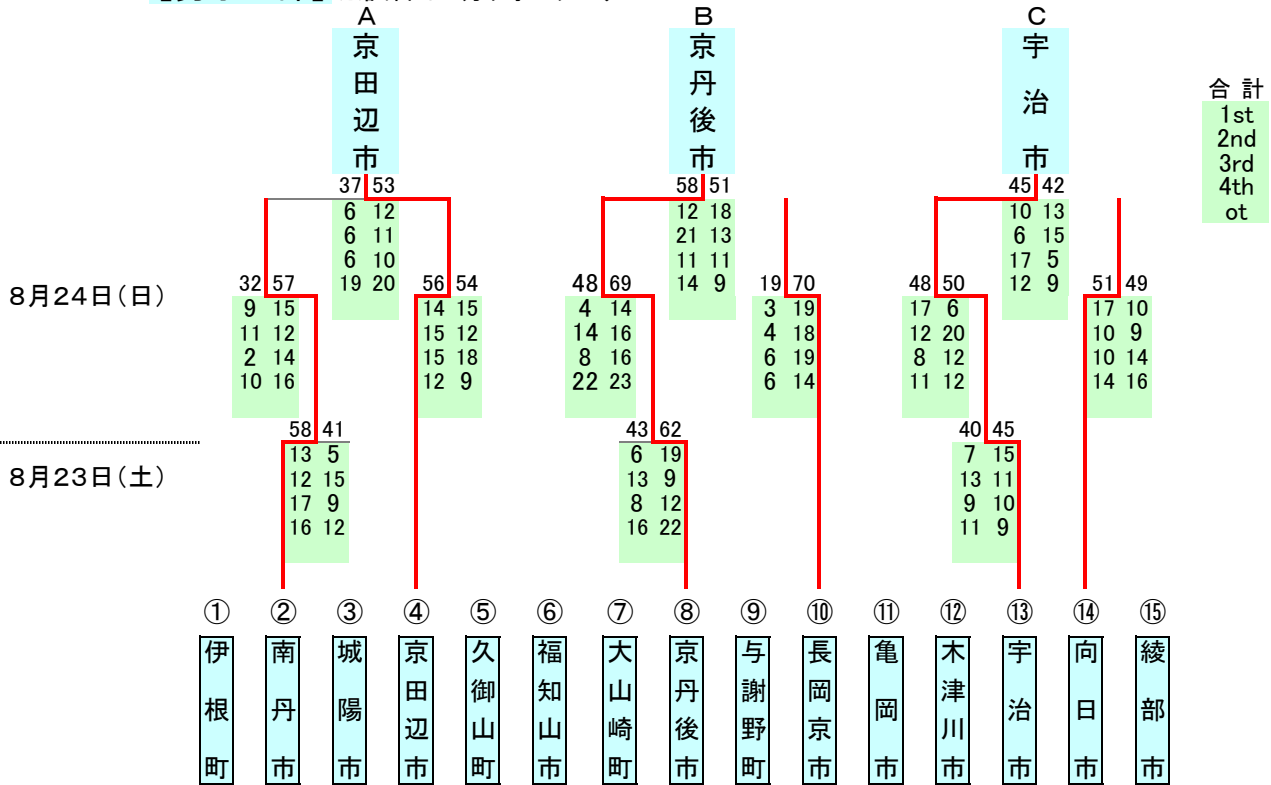 A B C
京田辺市 京丹後市 宇治市
合計
1st
2nd
3rd
4th
ot
37 53 58 51 45 42
6 12 12 18 10 13
6 11 21 13 6 15
6 10 11 11 17 5
19 20 14 9 12 9
8月24日(日)
32 57 56 54 48 69 19 70 48 50 51 49
9 15 14 15 4 14 3 19 17 6 17 10
11 12 15 12 14 16 4 18 12 20 10 9
2 14 15 18 8 16 6 19 8 12 10 14
10 16 12 9 22 23 6 14 11 12 14 16
58 41 43 62 40 45
8月23日(土)
13 5 6 19 7 15
12 15 13 9 13 11
17 9 8 12 9 10
16 12 16 22 11 9
① ② ③ ④ ⑤ ⑥ ⑦ ⑧ ⑨ ⑩ ⑪ ⑫ ⑬ ⑭ ⑮
伊根町 南丹市 城陽市 京田辺市 久御山町 福知山市 大山崎町 京丹後市 与謝野町 長岡京市 亀岡市 木津川市 宇治市 向日市 綾部市